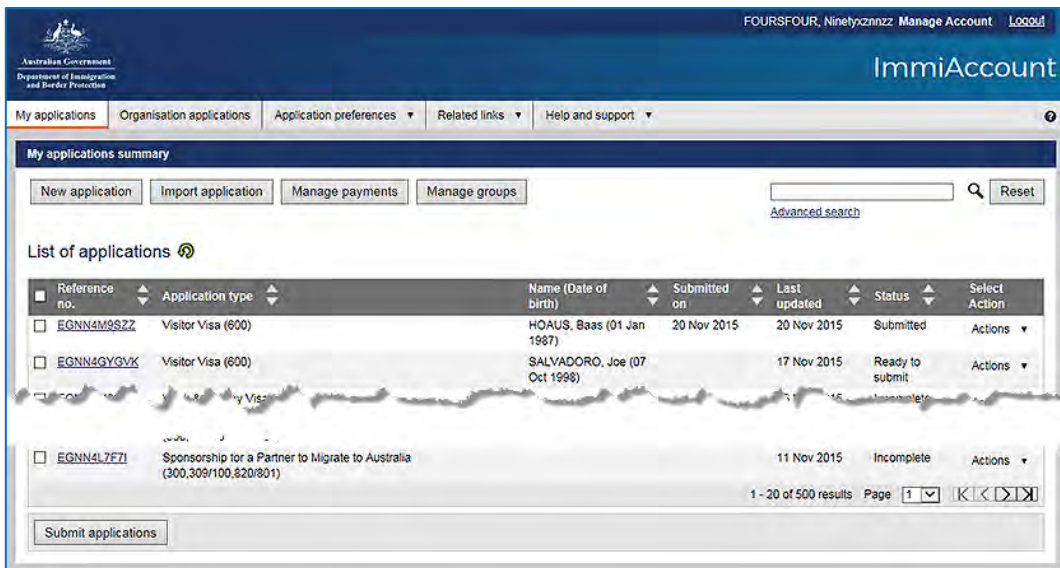 FOURSFOUR, Ninetyxznnzz Manage Account Logout
Australian Government
Department of Immigration
and Border Protection
ImmiAccount
My applications Organisation applications Application preferences Related links Help and support
My applications summary
New application Import application Manage payments Manage groups Reset
Advanced search
List of applications
Reference no. Application type Name (Date of birth) Submitted on Last updated Status Select Action
EGNN4M9SZZ Visitor Visa (600) HOAUS, Baas (01 Jan 1987) 20 Nov 2015 20 Nov 2015 Submitted Actions
EGNN4GYGVK Visitor Visa (600) SALVADORO, Joe (07 Oct 1998) 17 Nov 2015 Ready to submit Actions
EGNN4L7F7I Sponsorship for a Partner to Migrate to Australia (300,309/100,820/801) 11 Nov 2015 Incomplete Actions
1 - 20 of 500 results Page 1
Submit applications